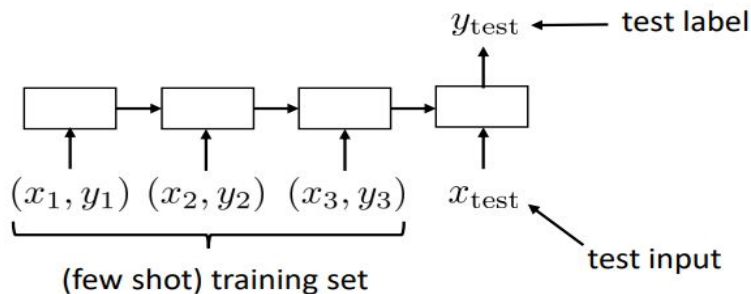 y_test test label
(x_1, y_1) (x_2, y_2) (x_3, y_3) x_test
test input
(few shot) training set